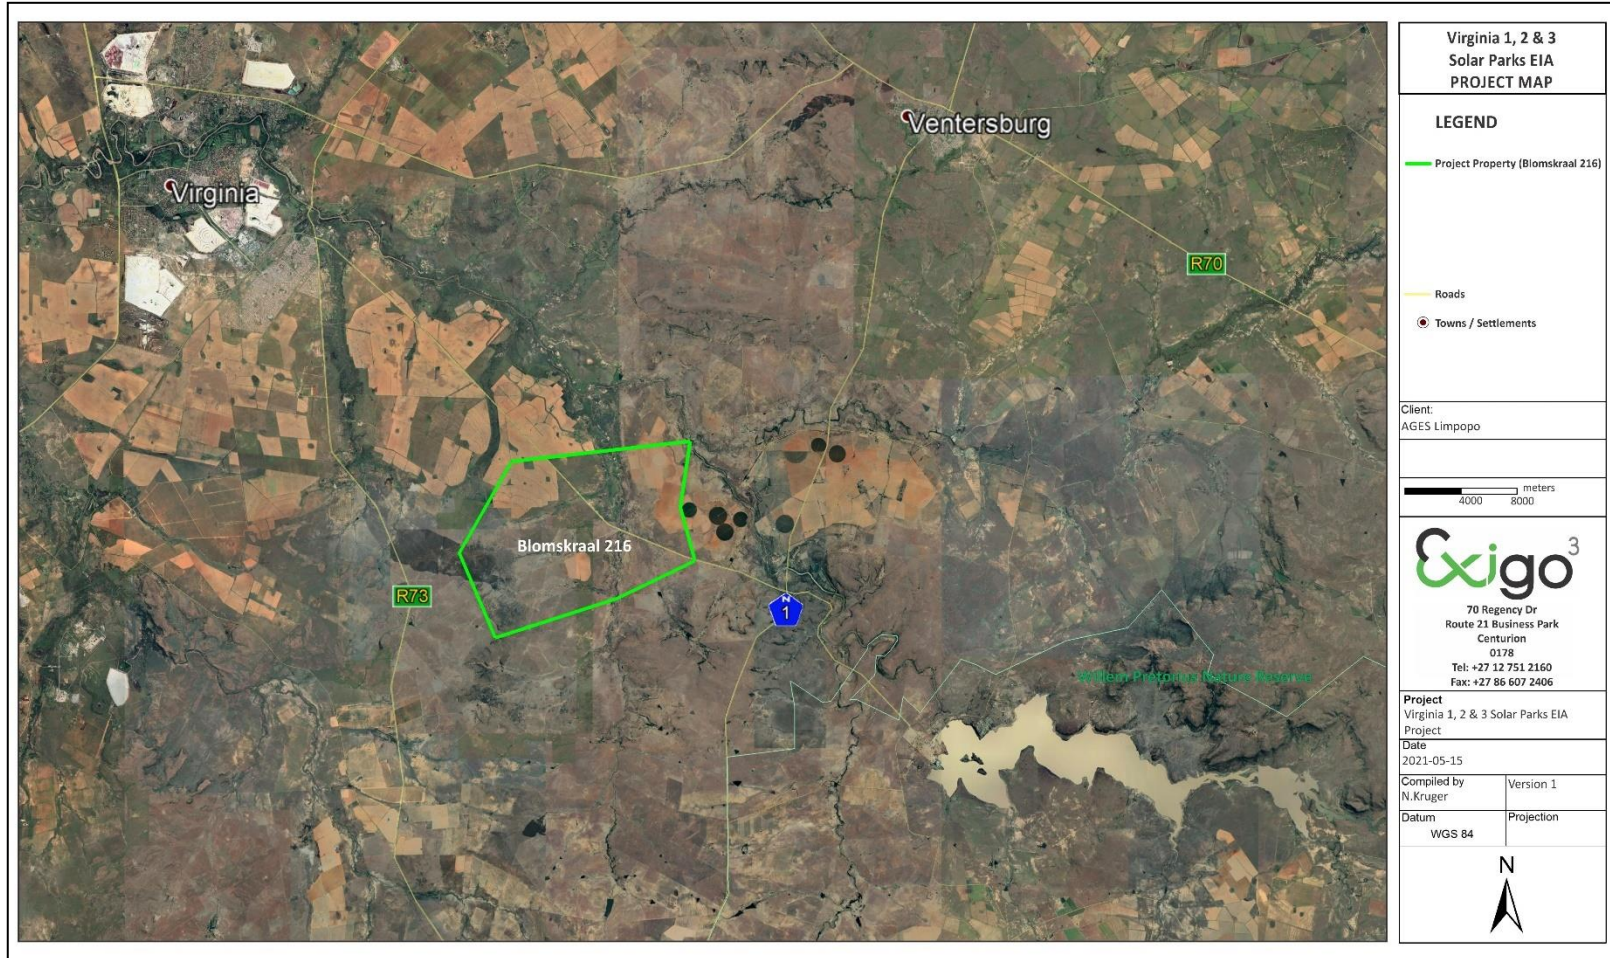 Virginia
Ventersburg
R70
Blomskraal 216
R73
N
1
Willem Pretorius Nature Reserve
Virginia 1, 2 & 3
Solar Parks EIA
PROJECT MAP
LEGEND
Project Property (Blomskraal 216)
Roads
Towns / Settlements
Client:
AGES Limpopo
meters
4000 8000
Exigo3
70 Regency Dr
Route 21 Business Park
Centurion
0178
Tel: +27 12 751 2160
Fax: +27 86 607 2406
Project
Virginia 1, 2 & 3 Solar Parks EIA
Project
Date
2021-05-15
Compiled by
N.Kruger
Version 1
Datum
WGS 84
Projection
N